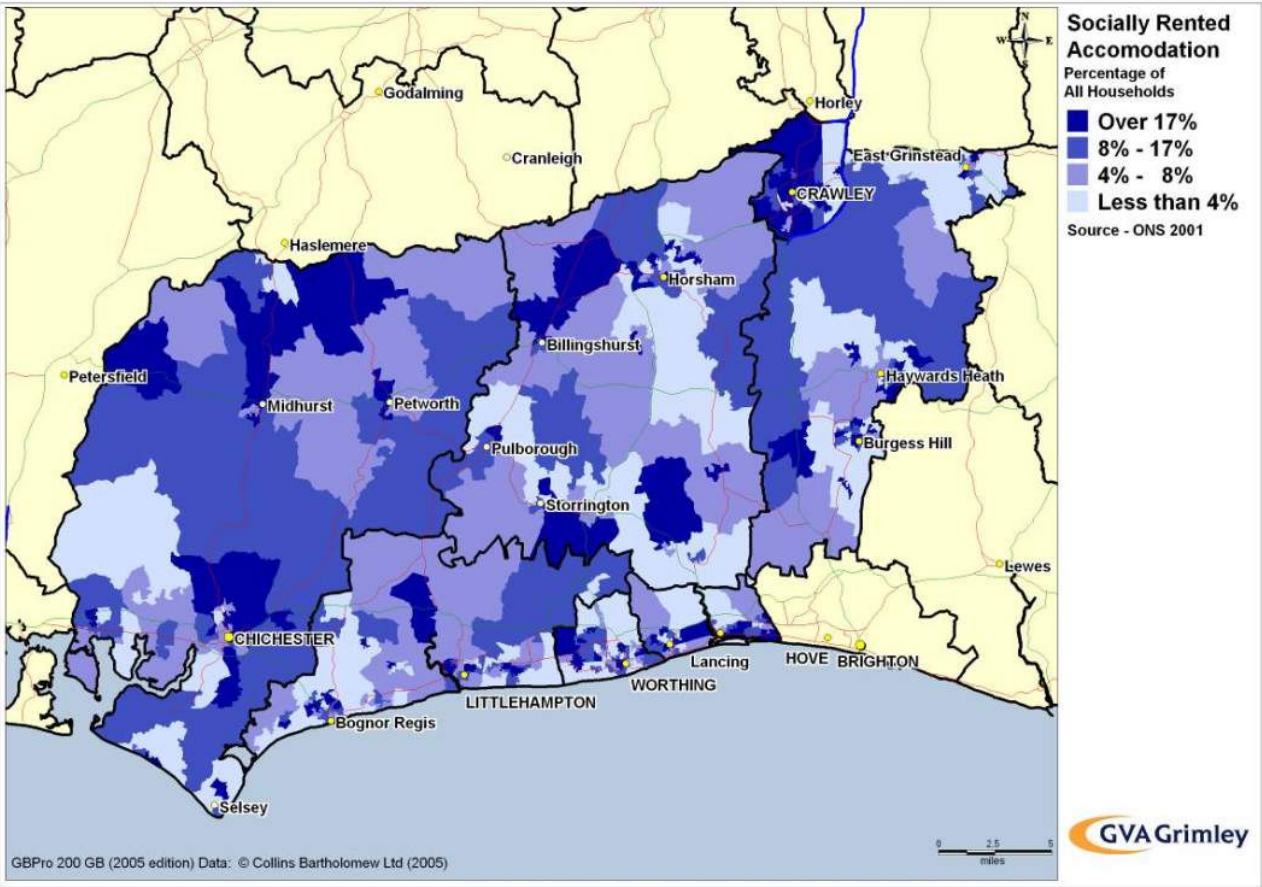 Socially Rented
Accomodation
Percentage of
All Households
Over 17%
8% - 17%
4% - 8%
Less than 4%
Source - ONS 2001
N
W E
S
Godalming
Horley
Cranleigh
East Grinstead
CRAWLEY
Haslemere
Horsham
Billingshurst
Petersfield
Haywards Heath
Midhurst
Petworth
Burgess Hill
Pulborough
Storrington
Lewes
CHICHESTER
Lancing
HOVE
BRIGHTON
WORTHING
LITTLEHAMPTON
Bognor Regis
Selsey
GBPro 200 GB (2005 edition) Data: © Collins Bartholomew Ltd (2005)
0 2.5 5
miles
GVA Grimley